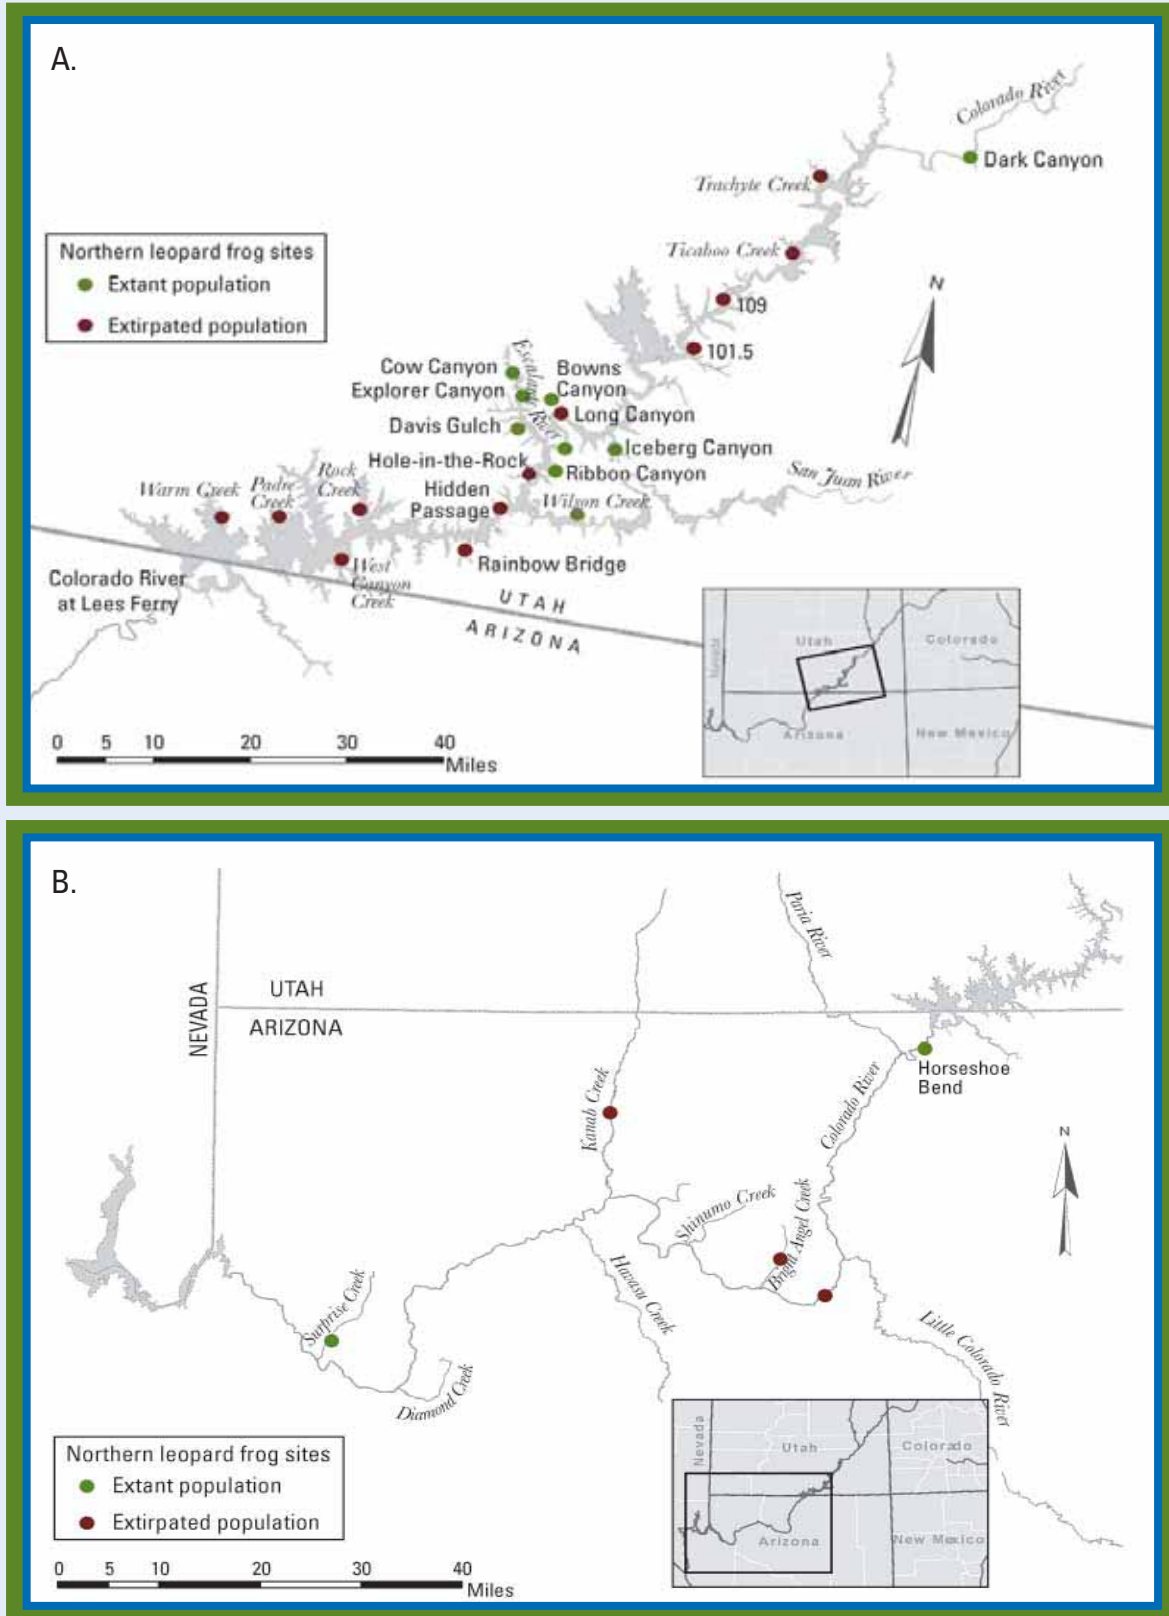 A.
Colorado River
Dark Canyon
Trachyte Creek
Ticaboo Creek
Northern leopard frog sites
Extant population
Extirpated population
N
109
101.5
Escalante River
Cow Canyon
Explorer Canyon
Bowns
Canyon
Long Canyon
Davis Gulch
Iceberg Canyon
Hole-in-the-Rock
Ribbon Canyon
San Juan River
Rock
Creek
Warm Creek
Padre
Creek
Hidden
Passage
Wilson Creek
West
Canyon
Creek
Rainbow Bridge
Colorado River
at Lees Ferry
UTAH
ARIZONA
Utah
Colorado
Nevada
Arizona
New Mexico
0 5 10 20 30 40
Miles
B.
Paria River
NEVADA
UTAH
ARIZONA
Horseshoe
Bend
Kanab Creek
Colorado River
N
Shinumo Creek
Bright Angel Creek
Havasu Creek
Surprise Creek
Little Colorado River
Diamond Creek
Northern leopard frog sites
Extant population
Extirpated population
Nevada
Utah
Colorado
Arizona
New Mexico
0 5 10 20 30 40
Miles